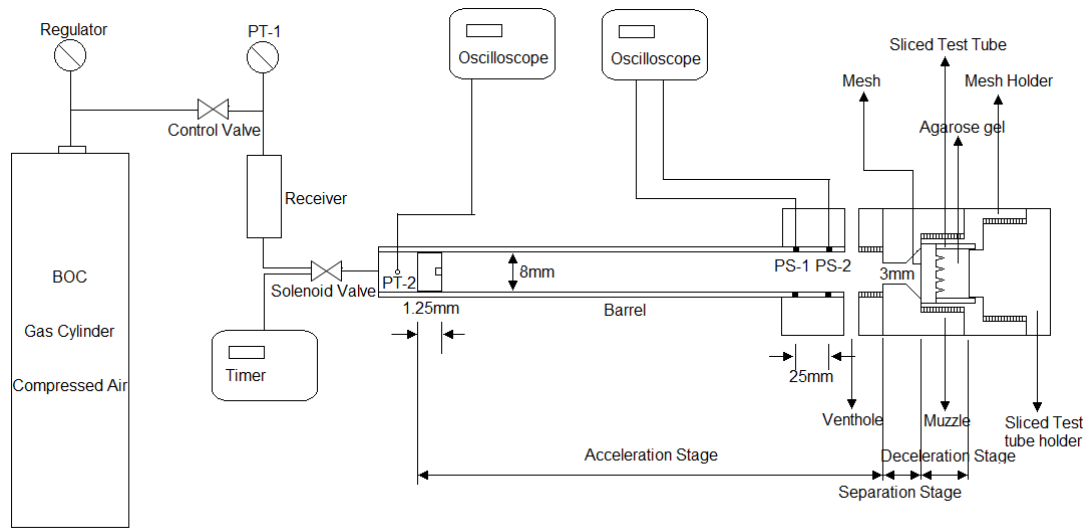 Regulator
PT-1
Oscilloscope
Oscilloscope
Sliced Test Tube
Mesh
Mesh Holder
Agarose gel
Control Valve
Receiver
BOC
Gas Cylinder
Compressed Air
Solenoid Valve
Timer
PT-2
1.25mm
8mm
Barrel
PS-1
PS-2
3mm
25mm
Venthole
Muzzle
Sliced Test
tube holder
Acceleration Stage
Deceleration Stage
Separation Stage